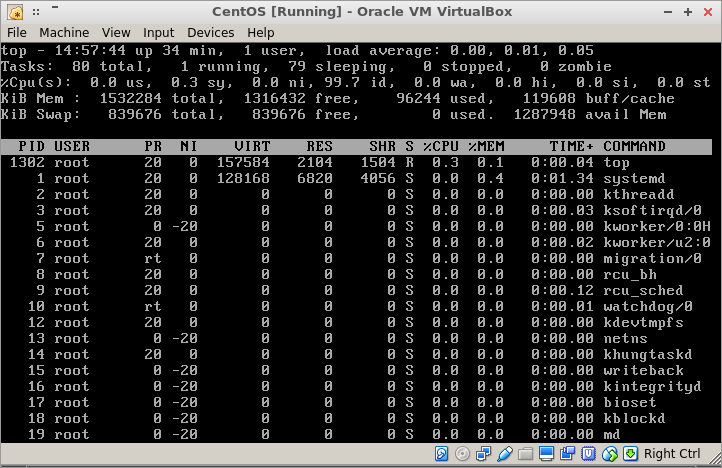 CentOS [Running] - Oracle VM VirtualBox
File Machine View Input Devices Help
top - 14:57:44 up 34 min,  1 user,  load average: 0.00, 0.01, 0.05
Tasks:  80 total,   1 running,  79 sleeping,   0 stopped,   0 zombie
%Cpu(s):  0.0 us,  0.3 sy,  0.0 ni, 99.7 id,  0.0 wa,  0.0 hi,  0.0 si,  0.0 st
KiB Mem :  1532284 total,  1316432 free,    96244 used,   119608 buff/cache
KiB Swap:   839676 total,   839676 free,        0 used.  1287948 avail Mem
PID USER PR NI VIRT RES SHR S %CPU %MEM TIME+ COMMAND
1302 root 20 0 157584 2104 1504 R 0.3 0.1 0:00.04 top
1 root 20 0 128168 6820 4056 S 0.0 0.4 0:01.34 systemd
2 root 20 0 0 0 0 S 0.0 0.0 0:00.00 kthreadd
3 root 20 0 0 0 0 S 0.0 0.0 0:00.03 ksoftirqd/0
5 root 0 -20 0 0 0 S 0.0 0.0 0:00.00 kworker/0:0H
6 root 20 0 0 0 0 S 0.0 0.0 0:00.02 kworker/u2:0
7 root rt 0 0 0 0 S 0.0 0.0 0:00.00 migration/0
8 root 20 0 0 0 0 S 0.0 0.0 0:00.00 rcu_bh
9 root 20 0 0 0 0 S 0.0 0.0 0:00.12 rcu_sched
10 root rt 0 0 0 0 S 0.0 0.0 0:00.01 watchdog/0
12 root 20 0 0 0 0 S 0.0 0.0 0:00.00 kdevtmpfs
13 root 0 -20 0 0 0 S 0.0 0.0 0:00.00 netns
14 root 20 0 0 0 0 S 0.0 0.0 0:00.00 khungtaskd
15 root 0 -20 0 0 0 S 0.0 0.0 0:00.00 writeback
16 root 0 -20 0 0 0 S 0.0 0.0 0:00.00 kintegrityd
17 root 0 -20 0 0 0 S 0.0 0.0 0:00.00 bioset
18 root 0 -20 0 0 0 S 0.0 0.0 0:00.00 kblockd
19 root 0 -20 0 0 0 S 0.0 0.0 0:00.00 md
Right Ctrl